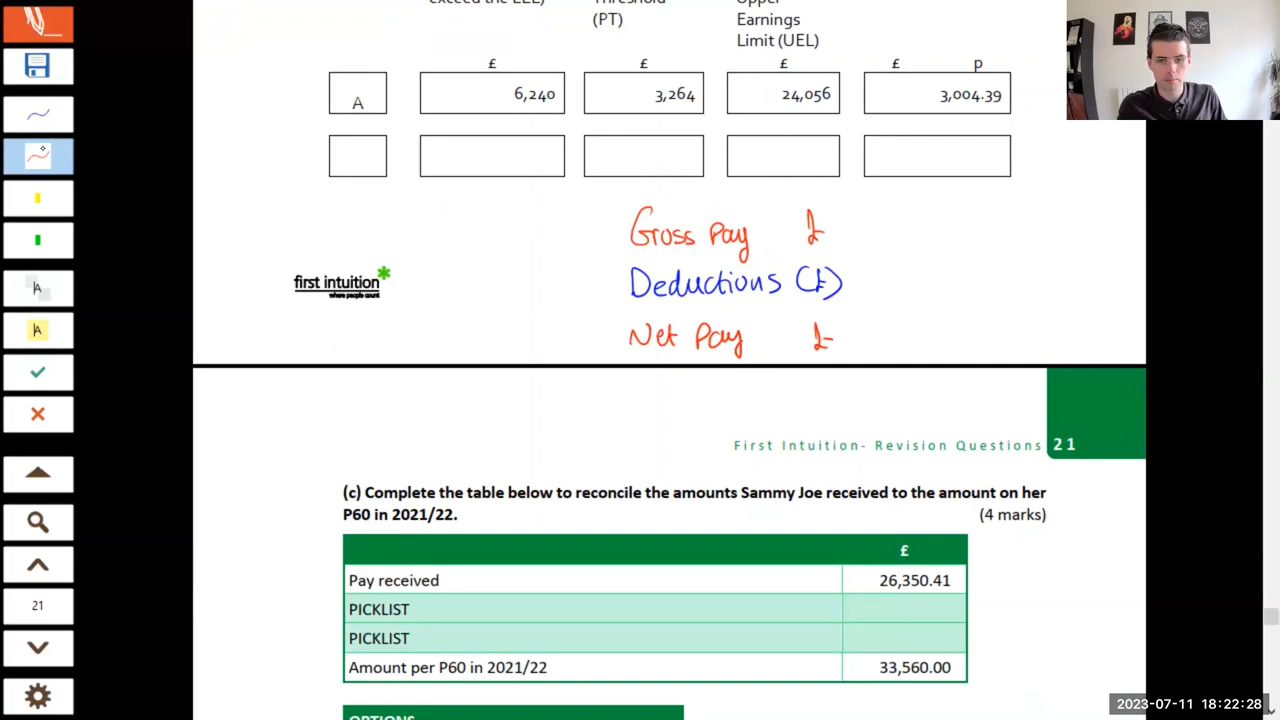 exceed the LEL) Threshold Upper
(PT) Earnings
Limit (UEL)
£ £ £ £ p
A 6,240 3,264 24,056 3,004.39
Gross Pay £
first intuition
where people count
Deductions (£)
Net Pay £
First Intuition- Revision Questions 21
(c) Complete the table below to reconcile the amounts Sammy Joe received to the amount on her
P60 in 2021/22. (4 marks)
£
Pay received 26,350.41
PICKLIST
PICKLIST
Amount per P60 in 2021/22 33,560.00
OPTIONS
21
2023-07-11 18:22:28